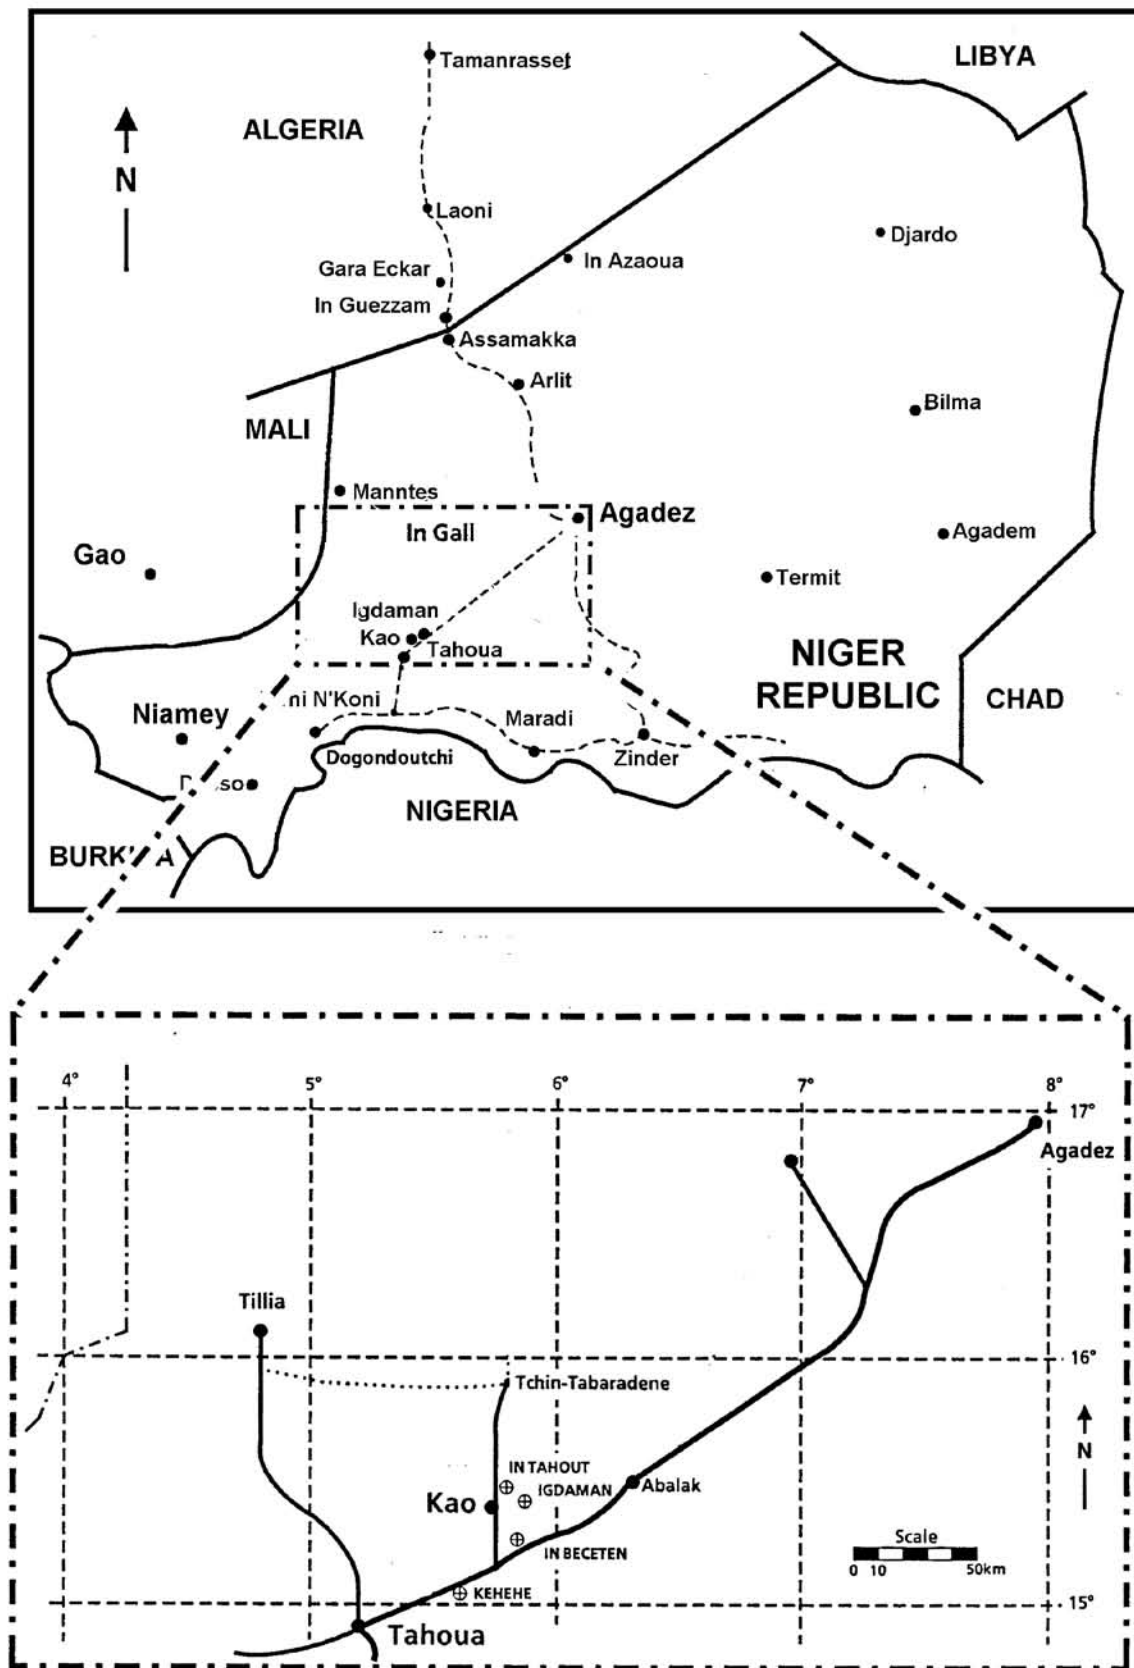 Tamanrasset
LIBYA
ALGERIA
N
Laoni
Djardo
Gara Eckar
In Azaoua
In Guezzam
Assamakka
Arlit
Bilma
MALI
Manntes
In Gall
Agadez
Agadem
Gao
Termit
Igdaman
Kao
Tahoua
NIGER
REPUBLIC
CHAD
ni N'Koni
Niamey
Maradi
Zinder
Dogondoutchi
NIGERIA
4°
5°
6°
7°
8°
17°
Agadez
Tillia
16°
Tchin-Tabaradene
N
IN TAHOUT
IGDAMAN
Abalak
Kao
Scale
IN BECETEN
0 10 50km
KEHEHE
15°
Tahoua